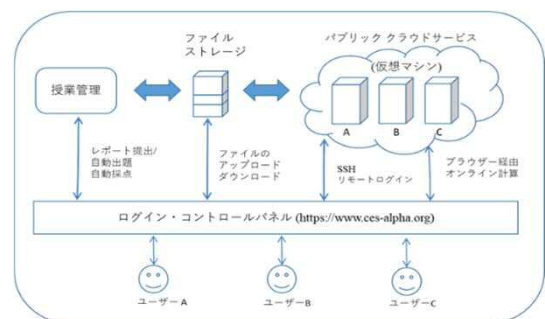 ファイル
ストレージ
パブリック クラウドサービス
(仮想マシン)
授業管理
A
B
C
レポート提出/
自動出題
自動採点
ファイルの
アップロード
ダウンロード
SSH
リモートログイン
ブラウザー経由
オンライン計算
ログイン・コントロールパネル (https://www.ces-alpha.org)
ユーザーA
ユーザーB
ユーザーC